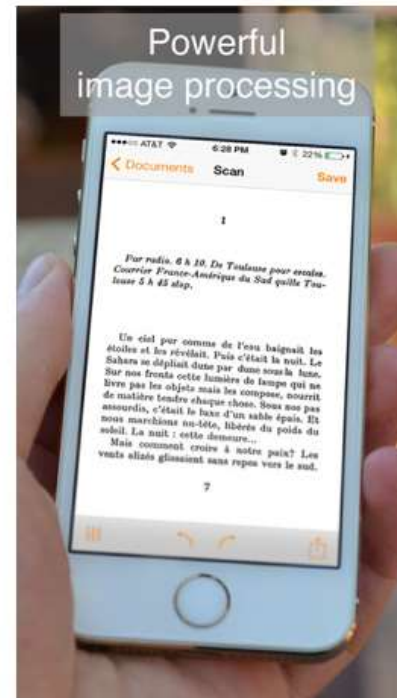 Powerful
image processing
AT&T
6:28 PM
22%
Documents
Scan
Save
1
Par radio. 6 h 10. De Toulouse pour escales.
Courrier France-Amérique du Sud quitte Tou-
louse 5 h 45 stop.
Un ciel pur comme de l'eau baignait les
étoiles et les révélait. Puis c'était la nuit. Le
Sahara se dépliait dune par dune sous la lune.
Sur nos fronts cette lumière de lampe qui ne
livre pas les objets mais les compose, nourrit
de matière tendre chaque chose. Sous nos pas
assourdis, c'était le luxe d'un sable épais. Et
nous marchions nu-tête, libérés du poids du
soleil. La nuit : cette demeure...
Mais comment croire à notre paix? Les
vents alizés glissaient sans repos vers le sud.
7